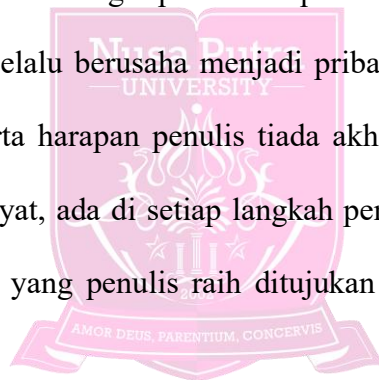 Nusa Putra
elalu berusaha menjadi priba
UNIVERSITY
rta harapan penulis tiada akh
yat, ada di setiap langkah per
yang penulis raih ditujukan
AMOR DEUS, PARENTIUM, CONCERVIS